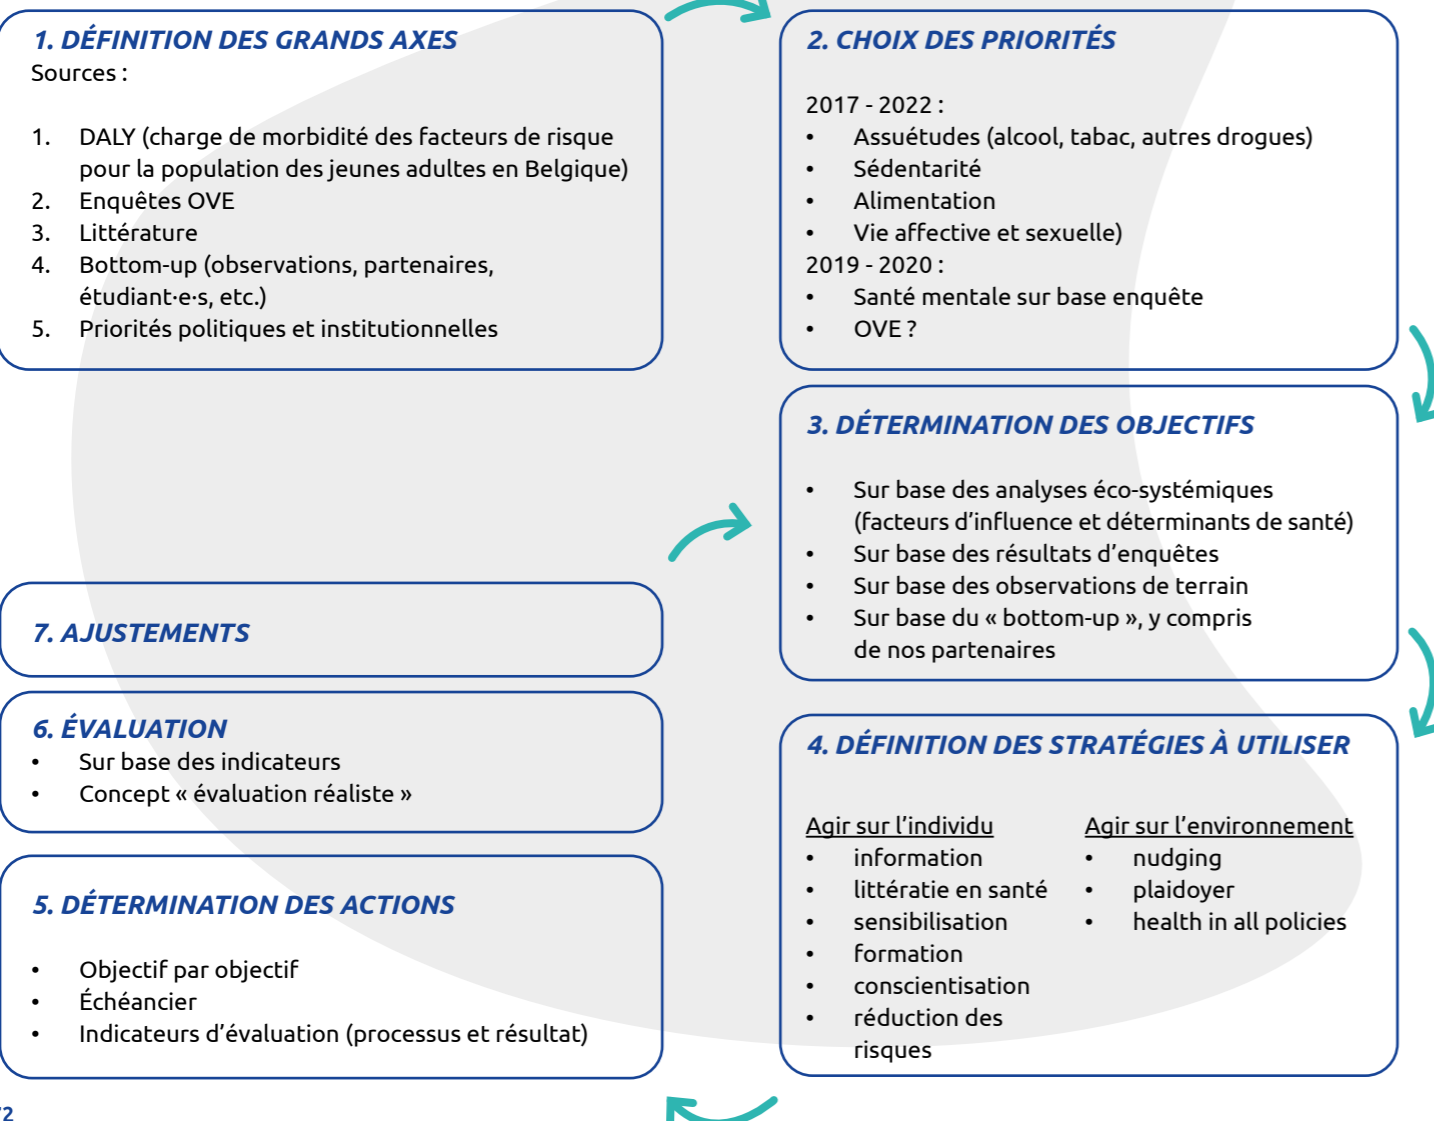 1. DÉFINITION DES GRANDS AXES
Sources :
1. DALY (charge de morbidité des facteurs de risque
pour la population des jeunes adultes en Belgique)
2. Enquêtes OVE
3. Littérature
4. Bottom-up (observations, partenaires,
étudiant·e·s, etc.)
5. Priorités politiques et institutionnelles
2. CHOIX DES PRIORITÉS
2017 - 2022 :
• Assuétudes (alcool, tabac, autres drogues)
• Sédentarité
• Alimentation
• Vie affective et sexuelle)
2019 - 2020 :
• Santé mentale sur base enquête
• OVE ?
3. DÉTERMINATION DES OBJECTIFS
• Sur base des analyses éco-systémiques
(facteurs d’influence et déterminants de santé)
• Sur base des résultats d’enquêtes
• Sur base des observations de terrain
• Sur base du « bottom-up », y compris
de nos partenaires
4. DÉFINITION DES STRATÉGIES À UTILISER
Agir sur l’individu
• information
• littératie en santé
• sensibilisation
• formation
• conscientisation
• réduction des
risques
Agir sur l’environnement
• nudging
• plaidoyer
• health in all policies
7. AJUSTEMENTS
6. ÉVALUATION
• Sur base des indicateurs
• Concept « évaluation réaliste »
5. DÉTERMINATION DES ACTIONS
• Objectif par objectif
• Échéancier
• Indicateurs d’évaluation (processus et résultat)